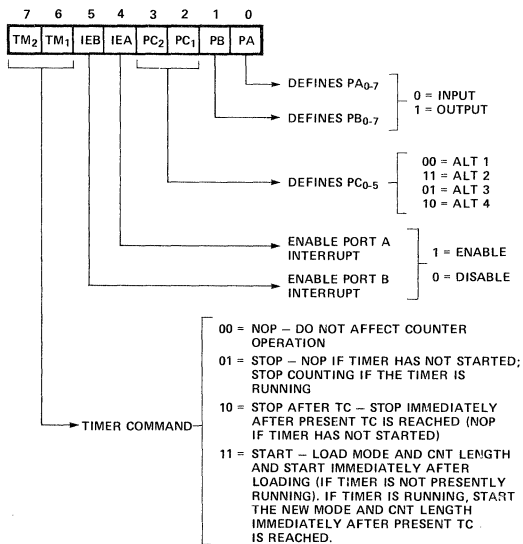 7 6 5 4 3 2 1 0
TM2 TM1 IEB IEA PC2 PC1 PB PA
DEFINES PA0-7
DEFINES PB0-7
0 = INPUT
1 = OUTPUT
DEFINES PC0-5
00 = ALT 1
11 = ALT 2
01 = ALT 3
10 = ALT 4
ENABLE PORT A
INTERRUPT
ENABLE PORT B
INTERRUPT
1 = ENABLE
0 = DISABLE
TIMER COMMAND
00 = NOP – DO NOT AFFECT COUNTER
OPERATION
01 = STOP – NOP IF TIMER HAS NOT STARTED;
STOP COUNTING IF THE TIMER IS
RUNNING
10 = STOP AFTER TC – STOP IMMEDIATELY
AFTER PRESENT TC IS REACHED (NOP
IF TIMER HAS NOT STARTED)
11 = START – LOAD MODE AND CNT LENGTH
AND START IMMEDIATELY AFTER
LOADING (IF TIMER IS NOT PRESENTLY
RUNNING). IF TIMER IS RUNNING, START
THE NEW MODE AND CNT LENGTH
IMMEDIATELY AFTER PRESENT TC
IS REACHED.